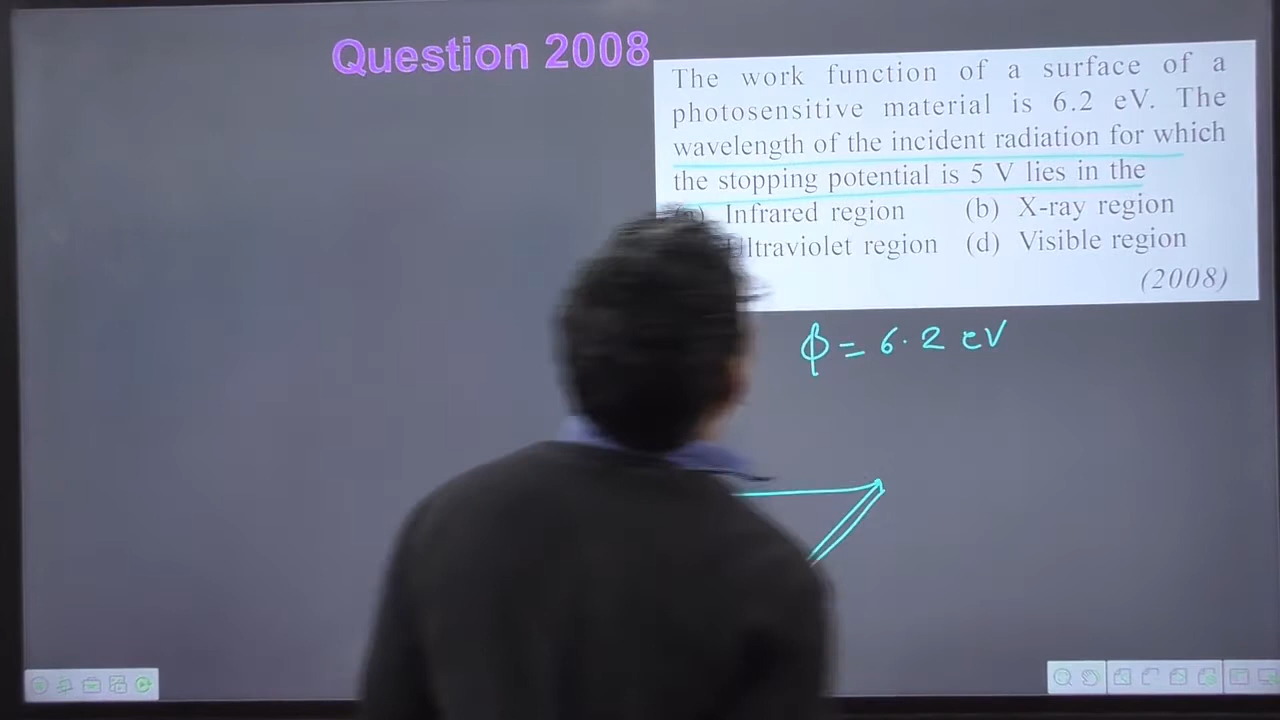 Question 2008
The work function of a surface of a
photosensitive material is 6.2 eV. The
wavelength of the incident radiation for which
the stopping potential is 5 V lies in the
Infrared region (b) X-ray region
region (d) Visible region
(2008)
ϕ = 6.2 eV